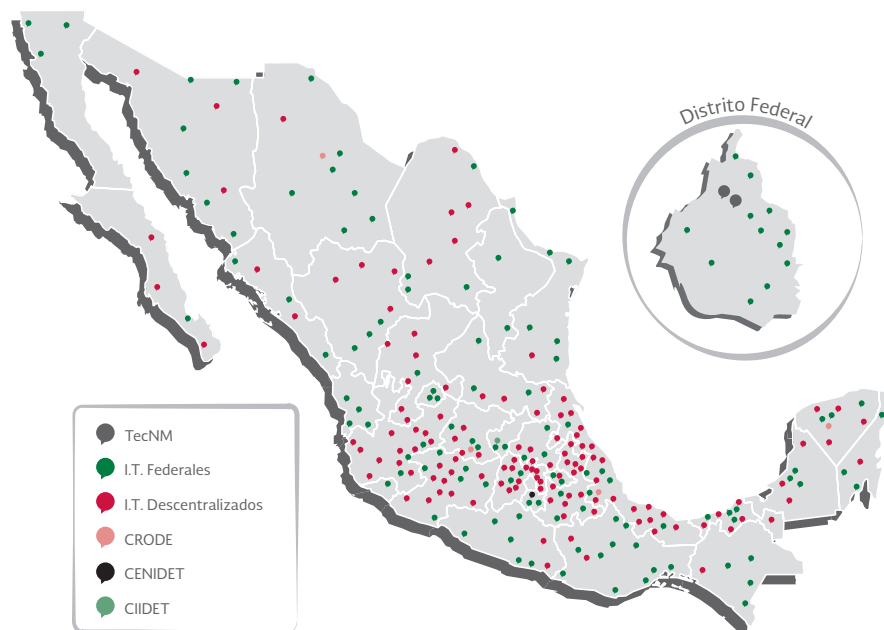 Distrito Federal
TecNM
I.T. Federales
I.T. Descentralizados
CRODE
CENIDET
CIIDET